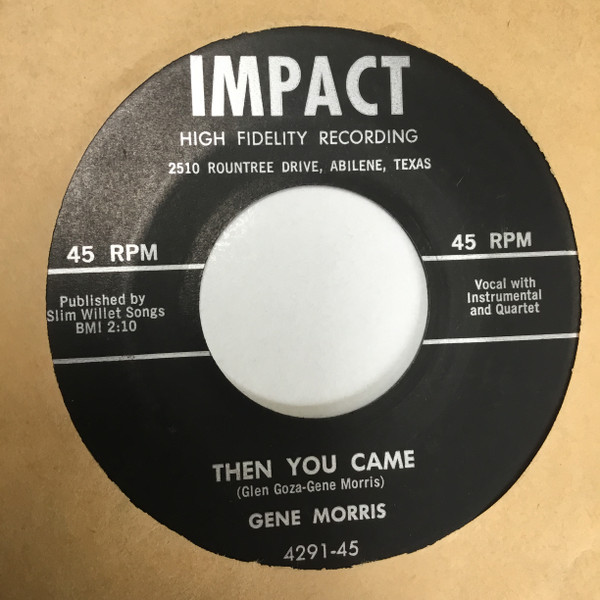 IMPACT
HIGH FIDELITY RECORDING
2510 ROUNTREE DRIVE, ABILENE, TEXAS
45 RPM
45 RPM
Published by
Slim Willet Songs
BMI 2:10
Vocal with
Instrumental
and Quartet
THEN YOU CAME
(Glen Goza-Gene Morris)
GENE MORRIS
4291-45